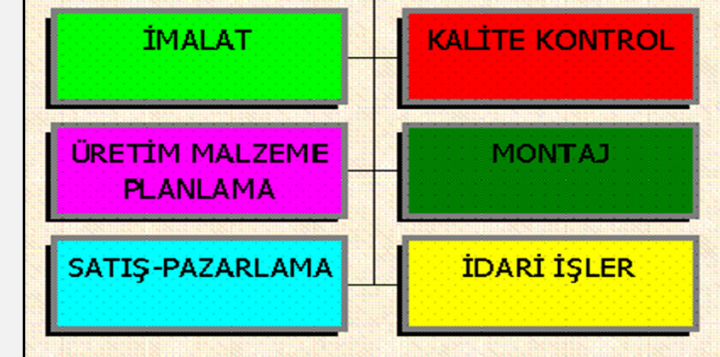 İMALAT
KALİTE KONTROL
ÜRETİM MALZEME
PLANLAMA
MONTAJ
SATIŞ-PAZARLAMA
İDARİ İŞLER